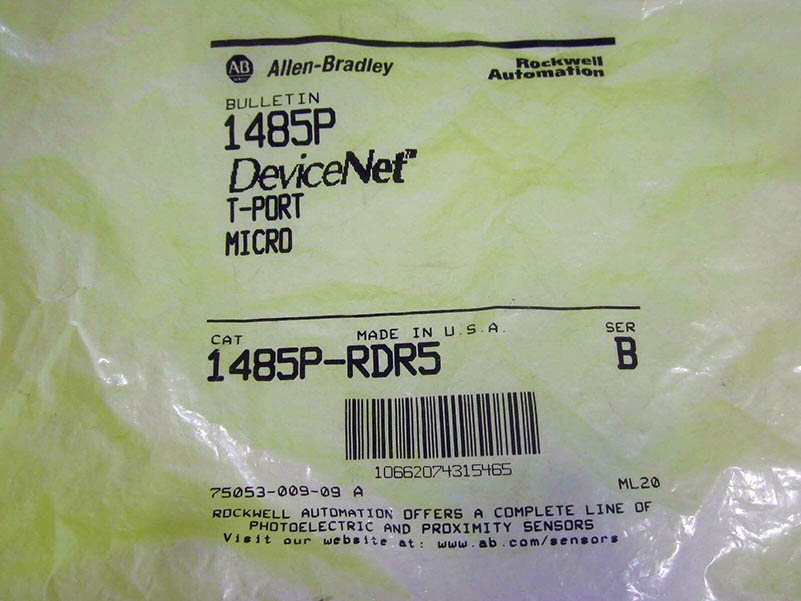 AB Allen-Bradley Rockwell Automation
BULLETIN
1485P
DeviceNet™
T-PORT
MICRO
CAT MADE IN U.S.A. SER
1485P-RDR5 B
10662074315465
75053-009-09 A ML20
ROCKWELL AUTOMATION OFFERS A COMPLETE LINE OF
PHOTOELECTRIC AND PROXIMITY SENSORS
Visit our website at: www.ab.com/sensors